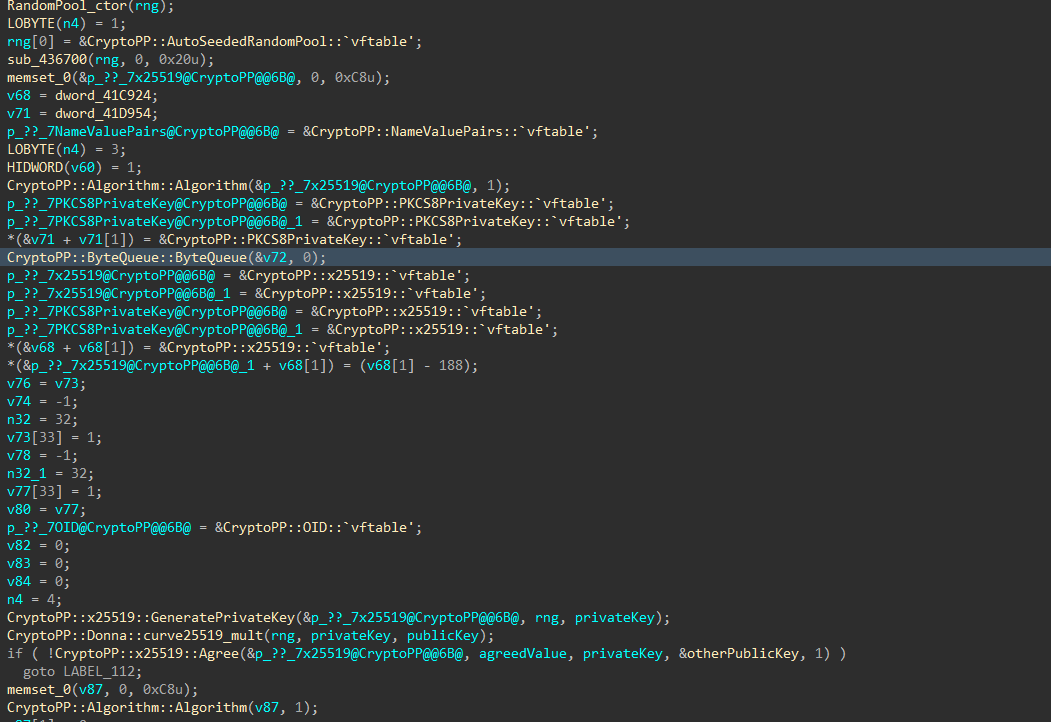 RandomPool_ctor(rng);
LOBYTE(n4) = 1;
rng[0] = &CryptoPP::AutoSeededRandomPool::`vftable';
sub_436700(rng, 0, 0x20u);
memset_0(&p_??_7x25519@CryptoPP@@6B@, 0, 0xC8u);
v68 = dword_41C924;
v71 = dword_41D954;
p_??_7NameValuePairs@CryptoPP@@6B@ = &CryptoPP::NameValuePairs::`vftable';
LOBYTE(n4) = 3;
HIDWORD(v60) = 1;
CryptoPP::Algorithm::Algorithm(&p_??_7x25519@CryptoPP@@6B@, 1);
p_??_7PKCS8PrivateKey@CryptoPP@@6B@ = &CryptoPP::PKCS8PrivateKey::`vftable';
p_??_7PKCS8PrivateKey@CryptoPP@@6B@_1 = &CryptoPP::PKCS8PrivateKey::`vftable';
*(&v71 + v71[1]) = &CryptoPP::PKCS8PrivateKey::`vftable';
CryptoPP::ByteQueue::ByteQueue(&v72, 0);
p_??_7x25519@CryptoPP@@6B@ = &CryptoPP::x25519::`vftable';
p_??_7x25519@CryptoPP@@6B@_1 = &CryptoPP::x25519::`vftable';
p_??_7PKCS8PrivateKey@CryptoPP@@6B@ = &CryptoPP::x25519::`vftable';
p_??_7PKCS8PrivateKey@CryptoPP@@6B@_1 = &CryptoPP::x25519::`vftable';
*(&v68 + v68[1]) = &CryptoPP::x25519::`vftable';
*(&p_??_7x25519@CryptoPP@@6B@_1 + v68[1]) = (v68[1] - 188);
v76 = v73;
v74 = -1;
n32 = 32;
v73[33] = 1;
v78 = -1;
n32_1 = 32;
v77[33] = 1;
v80 = v77;
p_??_7OID@CryptoPP@@6B@ = &CryptoPP::OID::`vftable';
v82 = 0;
v83 = 0;
v84 = 0;
n4 = 4;
CryptoPP::x25519::GeneratePrivateKey(&p_??_7x25519@CryptoPP@@6B@, rng, privateKey);
CryptoPP::Donna::curve25519_mult(rng, privateKey, publicKey);
if ( !CryptoPP::x25519::Agree(&p_??_7x25519@CryptoPP@@6B@, agreedValue, privateKey, &otherPublicKey, 1) )
goto LABEL_112;
memset_0(v87, 0, 0xC8u);
CryptoPP::Algorithm::Algorithm(v87, 1);